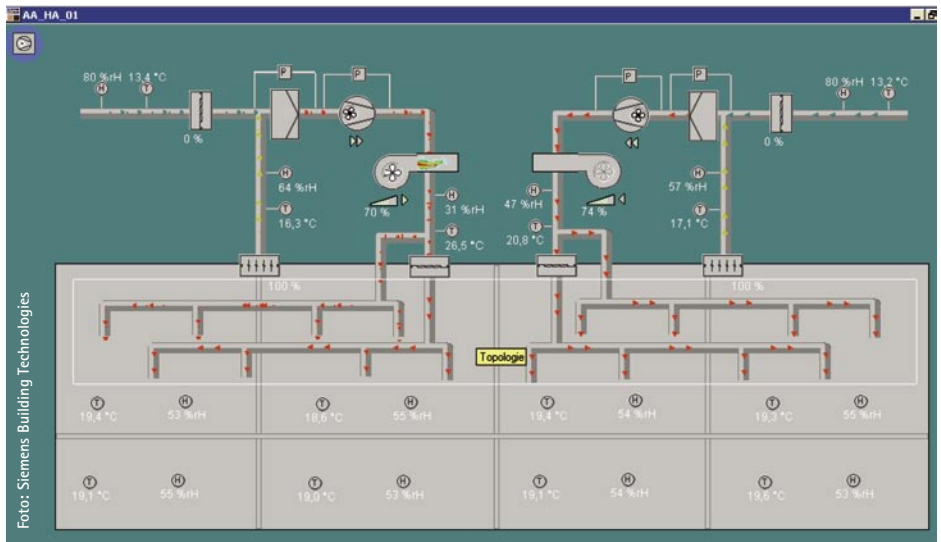 AA_HA_01
P
P
80 %rH 13,4 °C
H T
80 %rH 13,2 °C
H T
0 %
0 %
H
64 %rH
T
16,3 °C
70 %
H
31 %rH
T
26,5 °C
H
47 %rH
T
20,8 °C
74 %
H
57 %rH
T
17,1 °C
100 %
100 %
Topologie
T H T H T H T H
19,4 °C 53 %rH 18,6 °C 55 %rH 19,4 °C 54 %rH 19,3 °C 55 %rH
T H T H T H T H
19,1 °C 55 %rH 19,0 °C 53 %rH 19,1 °C 54 %rH 19,6 °C 53 %rH
Foto: Siemens Building Technologies